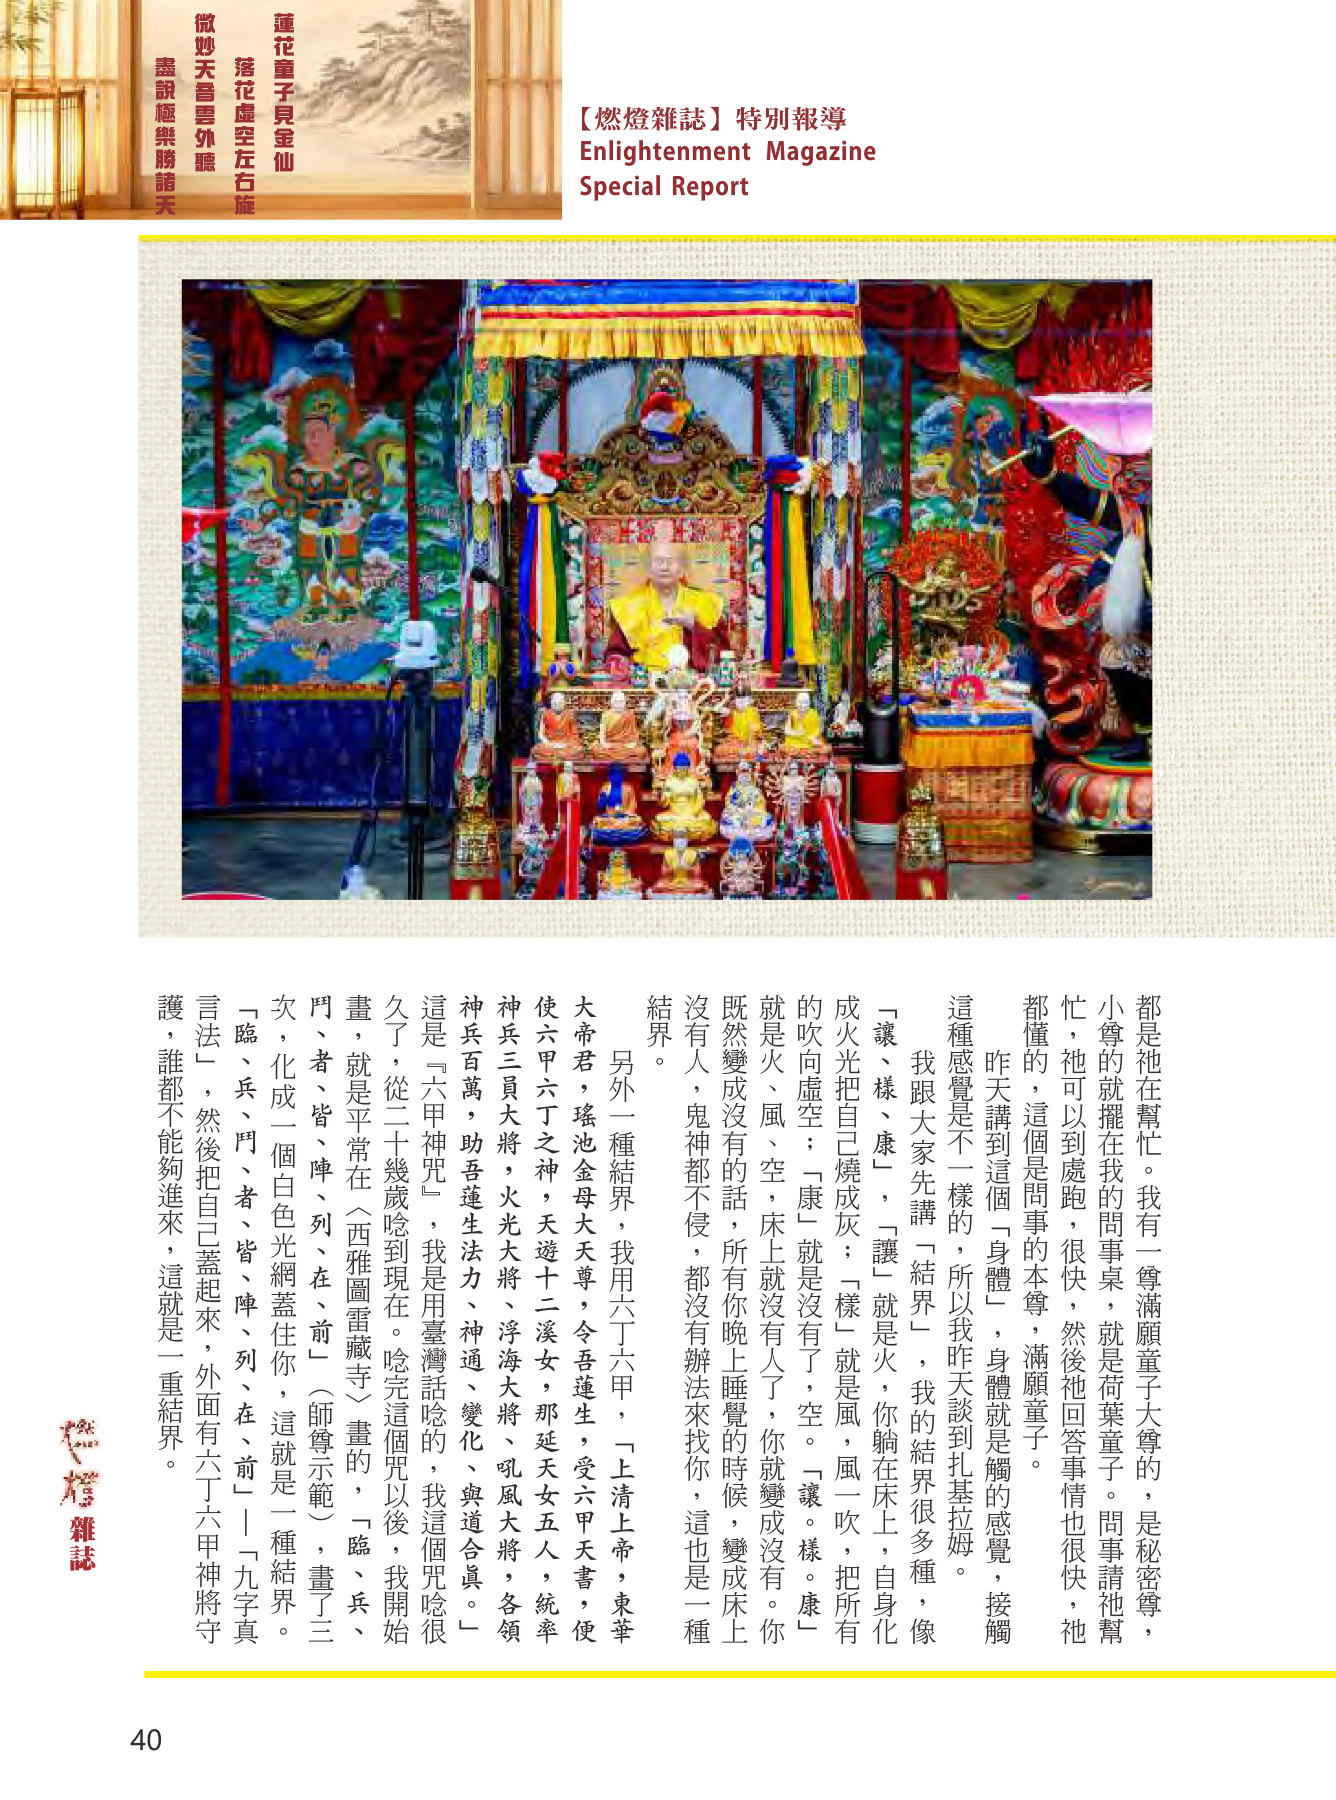 蓮花童子見金仙
落花虛空左右旋
微妙天音雲外聽
盡說極樂勝諸天
【燃燈雜誌】特別報導
Enlightenment Magazine
Special Report
都是祂在幫忙。我有一尊滿願童子大尊的，是秘密尊，
小尊的就擺在我的問事桌，就是荷葉童子。問事請祂幫
忙，祂可以到處跑，很快，然後祂回答事情也很快，祂
都懂的，這個是問事的本尊，滿願童子。
昨天講到這個「身體」，身體就是觸的感覺，接觸
這種感覺是不一樣的，所以我昨天談到扎基拉姆。
我跟大家先講「結界」，我的結界很多種，像
「讓、樣、康」，「讓」就是火，你躺在床上，自身化
成火光把自己燒成灰；「樣」就是風，風一吹，把所有
的吹向虛空；「康」就是沒有了，空。「讓。樣。康」
就是火、風、空，床上就沒有人了，你就變成沒有。你
既然變成沒有的話，所有你晚上睡覺的時候，變成床上
沒有人，鬼神都不侵，都沒有辦法來找你，這也是一種
結界。
另外一種結界，我用六丁六甲，「上清上帝，東華
大帝君，瑤池金母大天尊，令吾蓮生，受六甲天書，便
使六甲六丁之神，天遊十二溪女，那延天女五人，統率
神兵三員大將，火光大將、浮海大將、吼風大將，各領
神兵百萬，助吾蓮生法力、神通、變化、與道合真。」
這是『六甲神咒』，我是用臺灣話唸的，我這個咒唸很
久了，從二十幾歲唸到現在。唸完這個咒以後，我開始
畫，就是平常在〈西雅圖雷藏寺〉畫的，「臨、兵、
鬥、者、皆、陣、列、在、前」（師尊示範），畫了三
次，化成一個白色光網蓋住你，這就是一種結界。
「臨、兵、鬥、者、皆、陣、列、在、前」—「九字真
言法」，然後把自己蓋起來，外面有六丁六甲神將守
護，誰都不能夠進來，這就是一重結界。
燃燈雜誌
40